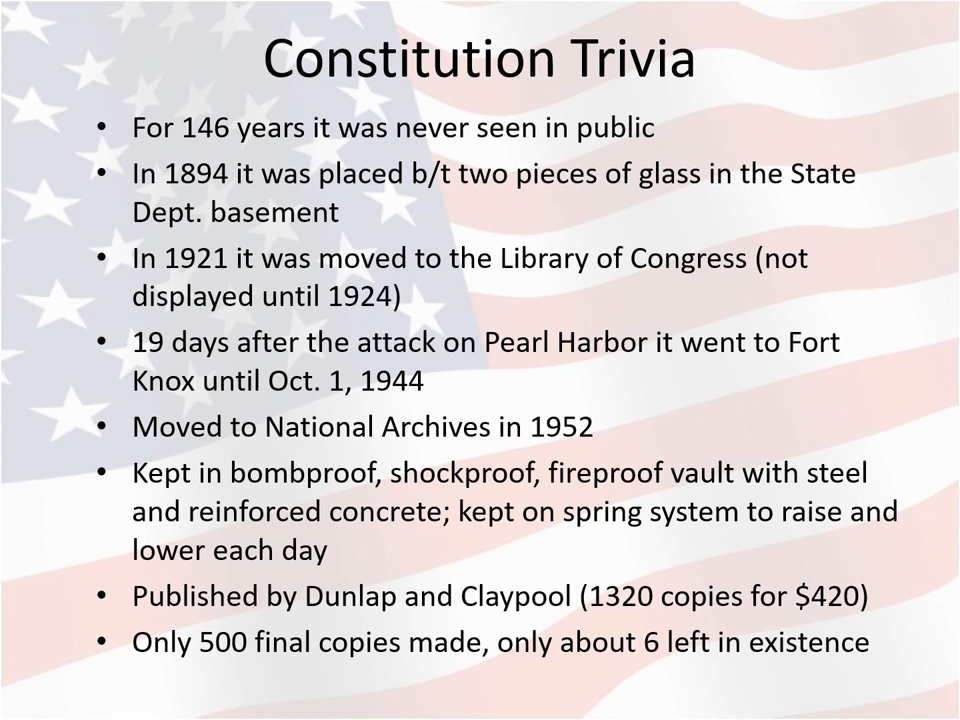 Constitution Trivia
• For 146 years it was never seen in public
• In 1894 it was placed b/t two pieces of glass in the State
Dept. basement
• In 1921 it was moved to the Library of Congress (not
displayed until 1924)
• 19 days after the attack on Pearl Harbor it went to Fort
Knox until Oct. 1, 1944
• Moved to National Archives in 1952
• Kept in bombproof, shockproof, fireproof vault with steel
and reinforced concrete; kept on spring system to raise and
lower each day
• Published by Dunlap and Claypool (1320 copies for $420)
• Only 500 final copies made, only about 6 left in existence